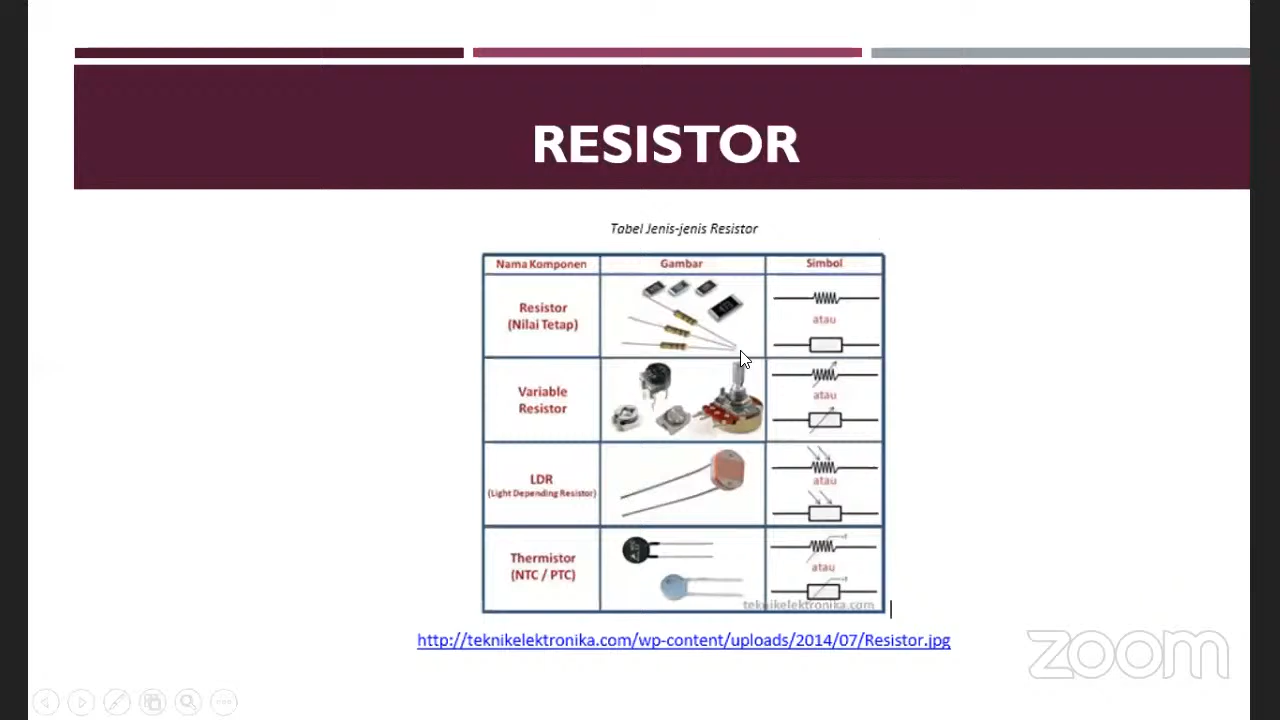 RESISTOR
Tabel Jenis-jenis Resistor
Nama Komponen
Gambar
Simbol
Resistor
(Nilai Tetap)
atau
Variable
Resistor
atau
LDR
(Light Depending Resistor)
atau
Thermistor
(NTC / PTC)
atau
teknikelektronika.com
http://teknikelektronika.com/wp-content/uploads/2014/07/Resistor.jpg
zoom